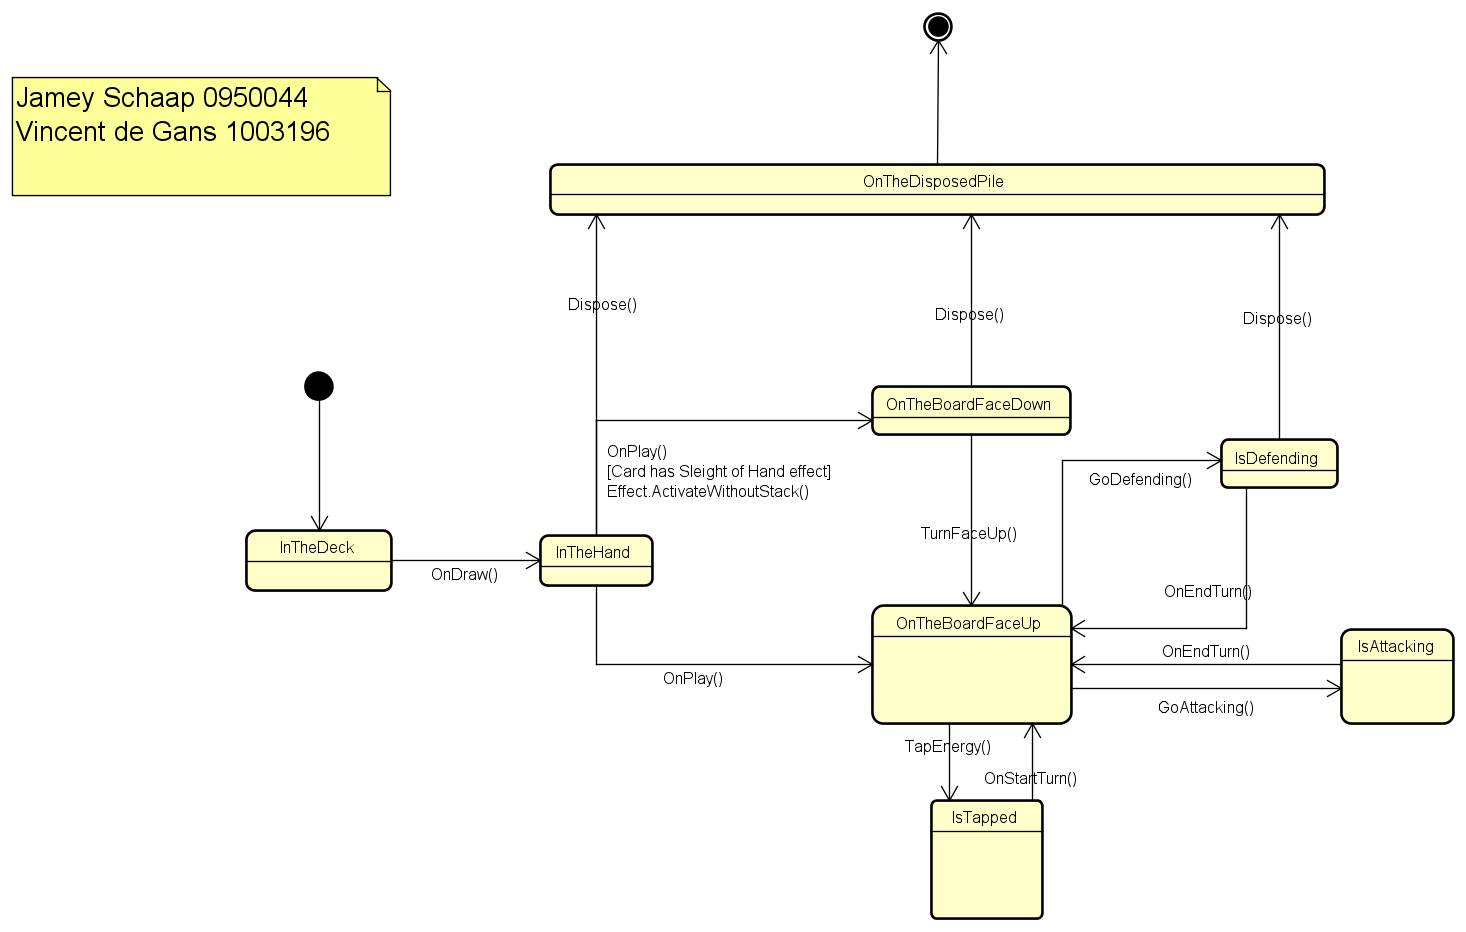 Jamey Schaap 0950044
Vincent de Gans 1003196
OnTheDisposedPile
Dispose()
Dispose()
Dispose()
OnTheBoardFaceDown
OnPlay()
[Card has Sleight of Hand effect]
Effect.ActivateWithoutStack()
IsDefending
GoDefending()
TurnFaceUp()
InTheDeck
OnDraw()
InTheHand
OnEndTurn()
OnTheBoardFaceUp
OnPlay()
OnEndTurn()
IsAttacking
GoAttacking()
TapEnergy()
OnStartTurn()
IsTapped